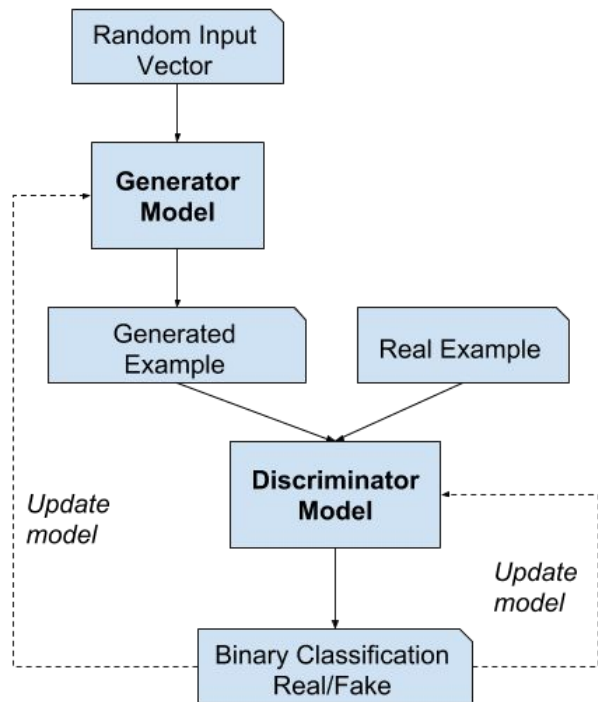 Random Input
Vector
Generator
Model
Generated
Example
Real Example
Discriminator
Model
Update
model
Update
model
Binary Classification
Real/Fake